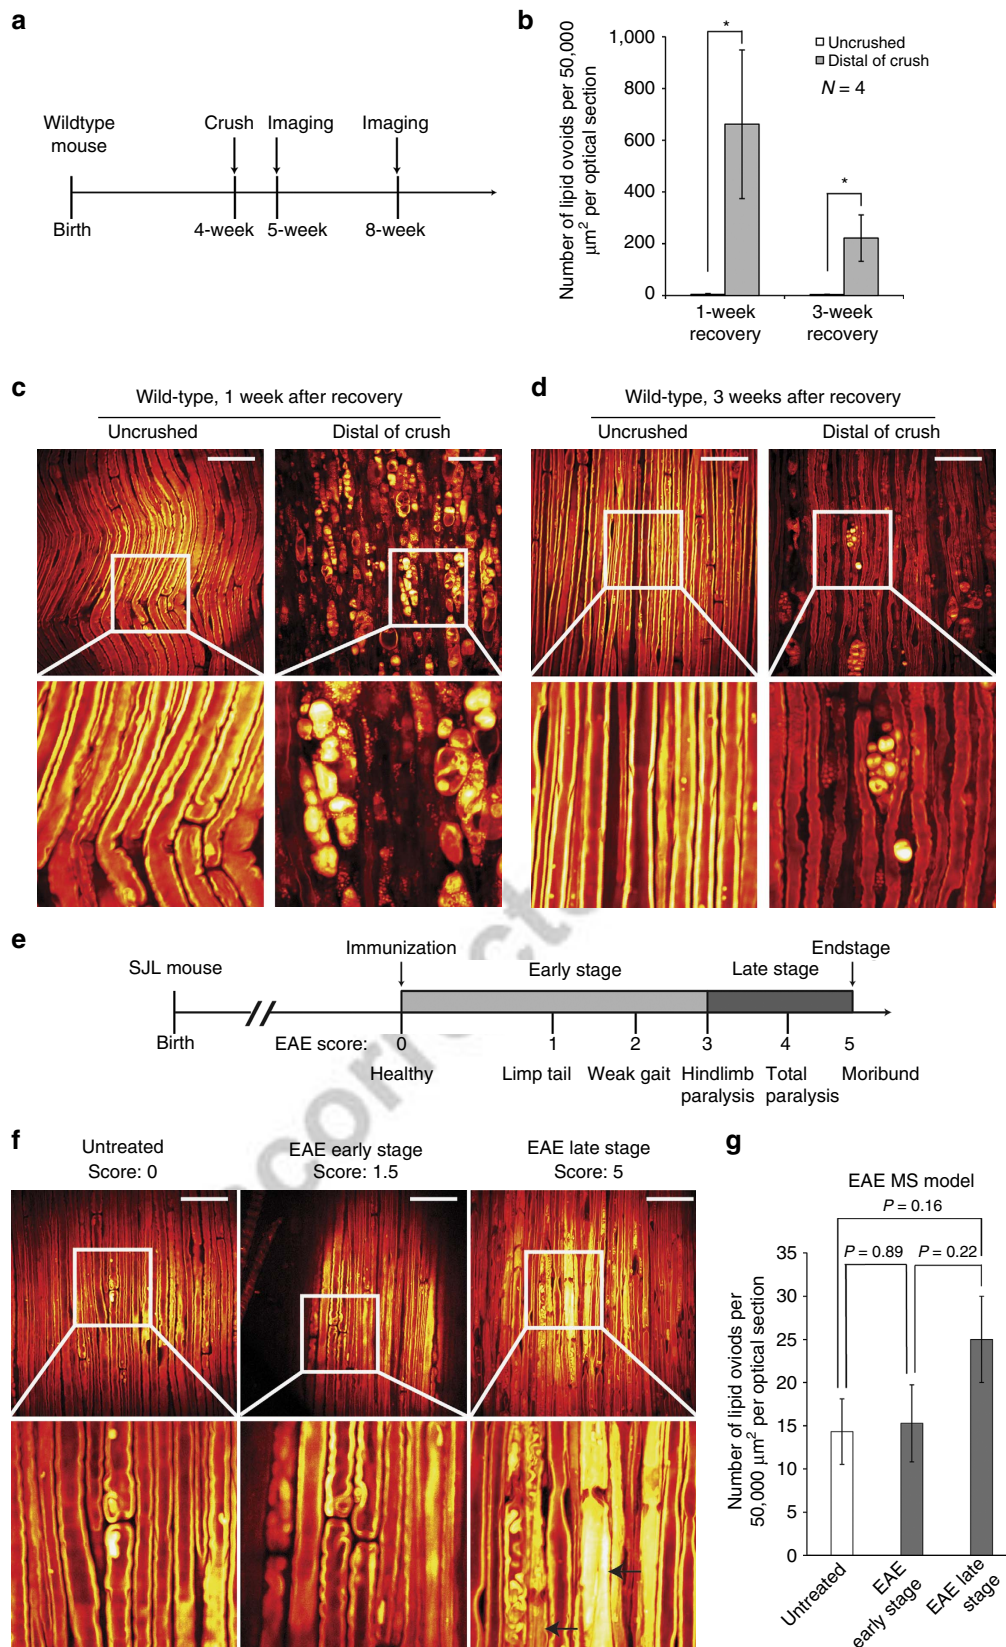 a
Wildtype
mouse
Crush
Imaging
Imaging
Birth
4-week
5-week
8-week
b
Number of lipid ovoids per 50,000
μm² per optical section
1,000
800
600
400
200
0
*
*
Uncrushed
Distal of crush
N = 4
1-week
recovery
3-week
recovery
c
Wild-type, 1 week after recovery
Uncrushed
Distal of crush
d
Wild-type, 3 weeks after recovery
Uncrushed
Distal of crush
e
SJL mouse
Immunization
Early stage
Late stage
Endstage
Birth
EAE score:
0
1
2
3
4
5
Healthy
Limp tail
Weak gait
Hindlimb
paralysis
Total
paralysis
Moribund
f
Untreated
Score: 0
EAE early stage
Score: 1.5
EAE late stage
Score: 5
g
EAE MS model
P = 0.16
P = 0.89
P = 0.22
Number of lipid oviods per
50,000 μm² per optical section
35
30
25
20
15
10
5
0
Untreated
EAE
early stage
EAE late
stage